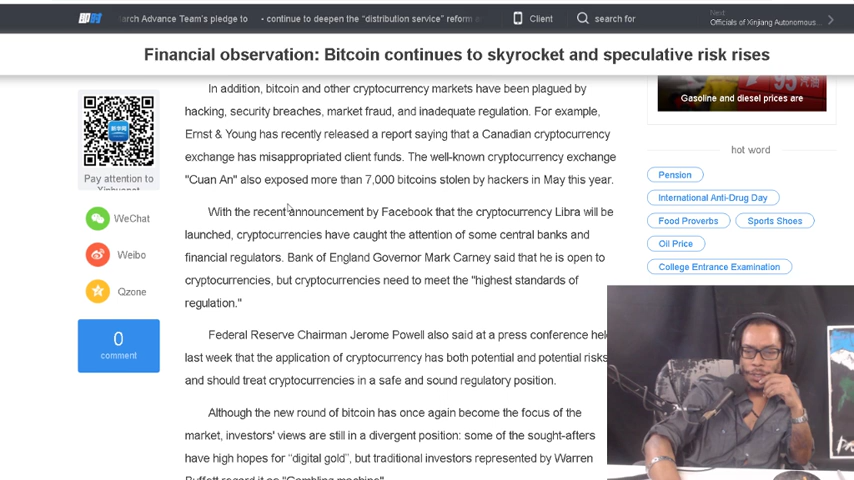 arch Advance Team's pledge to
• continue to deepen the "distribution service" reform
Client
search for
Next
Officials of Xinjiang Autonomous...
Financial observation: Bitcoin continues to skyrocket and speculative risk rises
In addition, bitcoin and other cryptocurrency markets have been plagued by
hacking, security breaches, market fraud, and inadequate regulation. For example,
Ernst & Young has recently released a report saying that a Canadian cryptocurrency
exchange has misappropriated client funds. The well-known cryptocurrency exchange
"Cuan An" also exposed more than 7,000 bitcoins stolen by hackers in May this year.
With the recent announcement by Facebook that the cryptocurrency Libra will be
launched, cryptocurrencies have caught the attention of some central banks and
financial regulators. Bank of England Governor Mark Carney said that he is open to
cryptocurrencies, but cryptocurrencies need to meet the "highest standards of
regulation."
Federal Reserve Chairman Jerome Powell also said at a press conference held
last week that the application of cryptocurrency has both potential and potential risks
and should treat cryptocurrencies in a safe and sound regulatory position.
Although the new round of bitcoin has once again become the focus of the
market, investors' views are still in a divergent position: some of the sought-afters
have high hopes for "digital gold", but traditional investors represented by Warren
Buffett regard it as "Gambling machine".
新华网
Pay attention to
Xinhuanet
WeChat
Weibo
Qzone
0
comment
95
Gasoline and diesel prices are
hot word
Pension
International Anti-Drug Day
Food Proverbs
Sports Shoes
Oil Price
College Entrance Examination